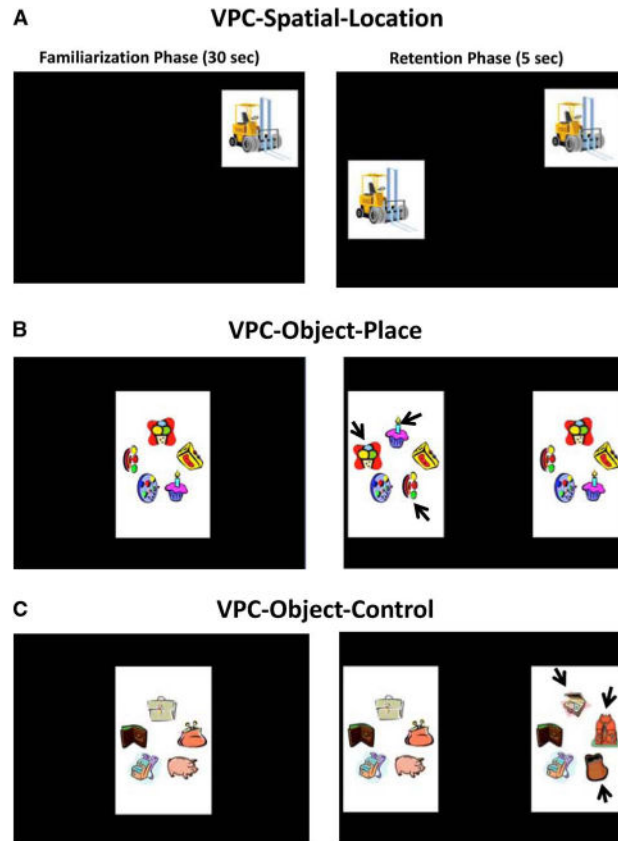 A
VPC-Spatial-Location
Familiarization Phase (30 sec)
Retention Phase (5 sec)
B
VPC-Object-Place
C
VPC-Object-Control